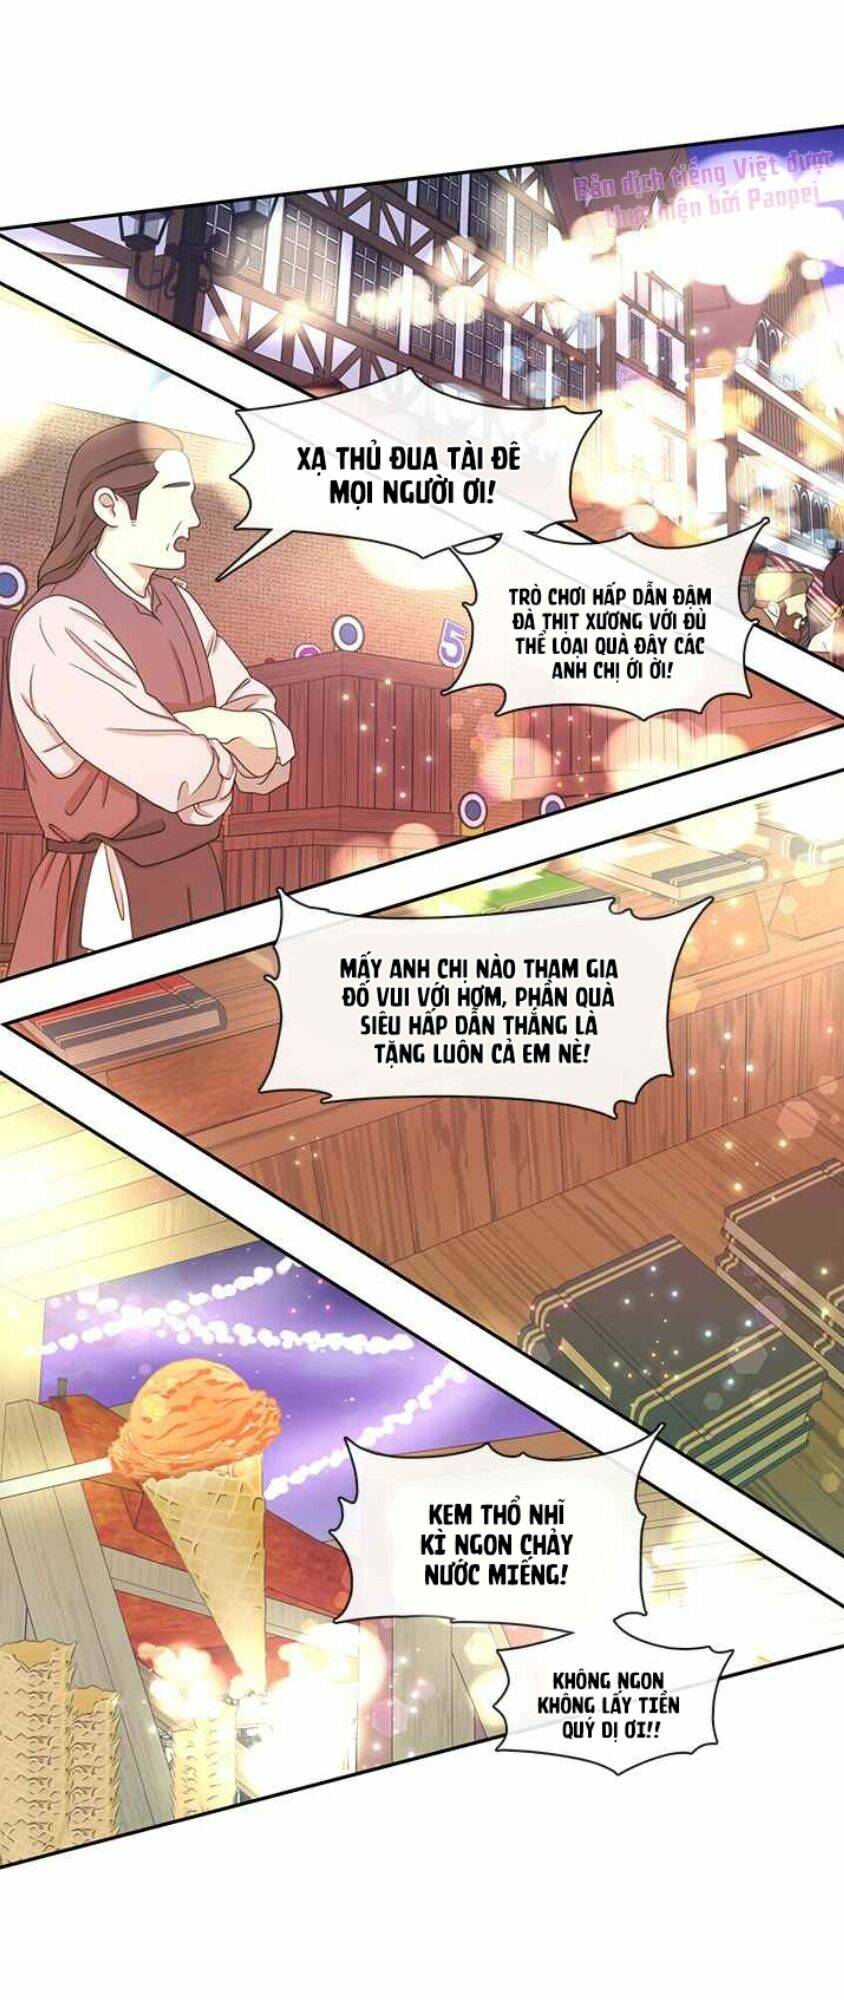 Bản dịch tiếng Việt được
thực hiện bởi Paopei
XẠ THỦ ĐUA TÀI ĐÊ
MỌI NGƯỜI ƠI!
TRÒ CHƠI HẤP DẪN ĐẬM
ĐÀ THỊT XƯƠNG VỚI ĐỦ
THỂ LOẠI QUÀ ĐÂY CÁC
ANH CHỊ ỚI ỜI!
5
MẤY ANH CHỊ NÀO THAM GIA
ĐỐ VUI VỚI HƠM, PHẦN QUÀ
SIÊU HẤP DẪN THẮNG LÀ
TẶNG LUÔN CẢ EM NÈ!
KEM THỔ NHĨ
KÌ NGON CHẢY
NƯỚC MIẾNG!
KHÔNG NGON
KHÔNG LẤY TIỀN
QUÝ DỊ ƠI!!